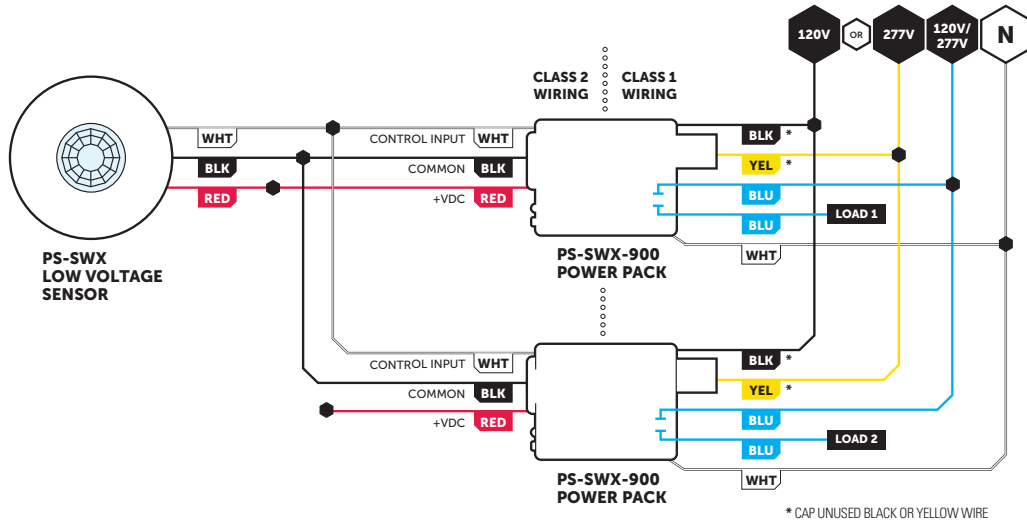 120V
OR
277V
120V/
277V
N
CLASS 2
WIRING
CLASS 1
WIRING
WHT
CONTROL INPUT WHT
BLK *
BLK
COMMON BLK
YEL *
RED
+VDC RED
BLU
BLU
LOAD 1
WHT
PS-SWX
LOW VOLTAGE
SENSOR
PS-SWX-900
POWER PACK
CONTROL INPUT WHT
BLK *
COMMON BLK
YEL *
+VDC RED
BLU
BLU
LOAD 2
WHT
PS-SWX-900
POWER PACK
* CAP UNUSED BLACK OR YELLOW WIRE